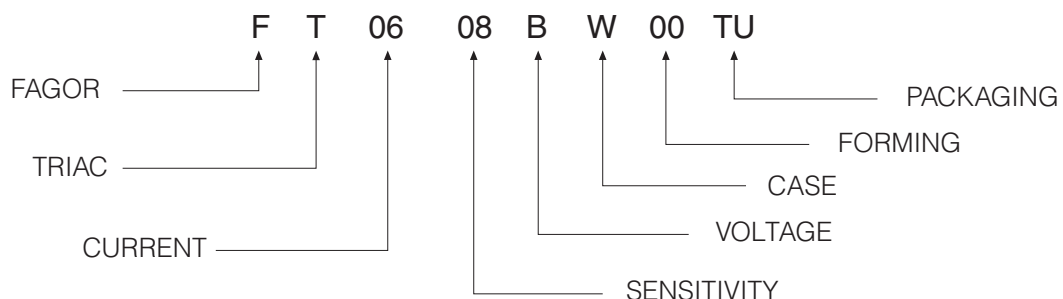 F T 06 08 B W 00 TU
FAGOR
PACKAGING
FORMING
TRIAC
CASE
VOLTAGE
CURRENT
SENSITIVITY